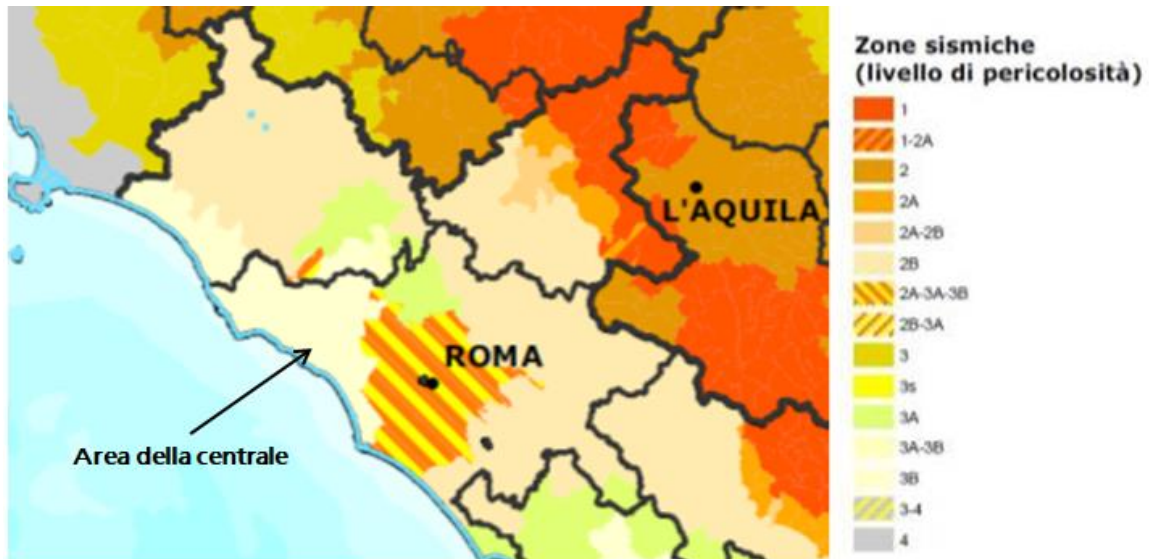 Zone sismiche
(livello di pericolosità)
1
1-2A
2
2A
2A-2B
2B
2A-3A-3B
2B-3A
3
3s
3A
3A-3B
3B
3-4
4
L'AQUILA
ROMA
Area della centrale